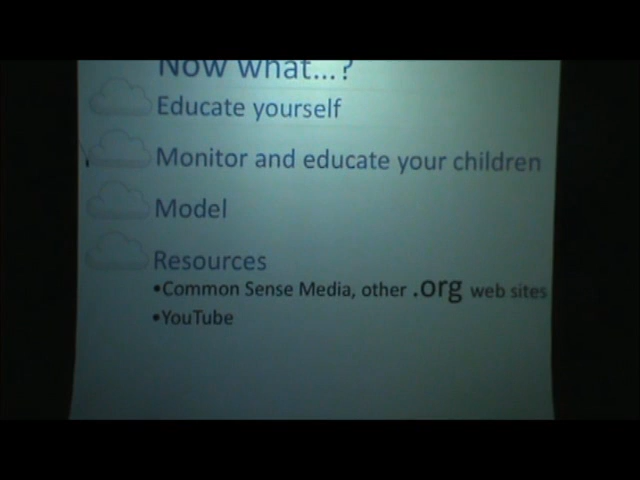 Now what...?
Educate yourself
Monitor and educate your children
Model
Resources
•Common Sense Media, other .org web sites
•YouTube